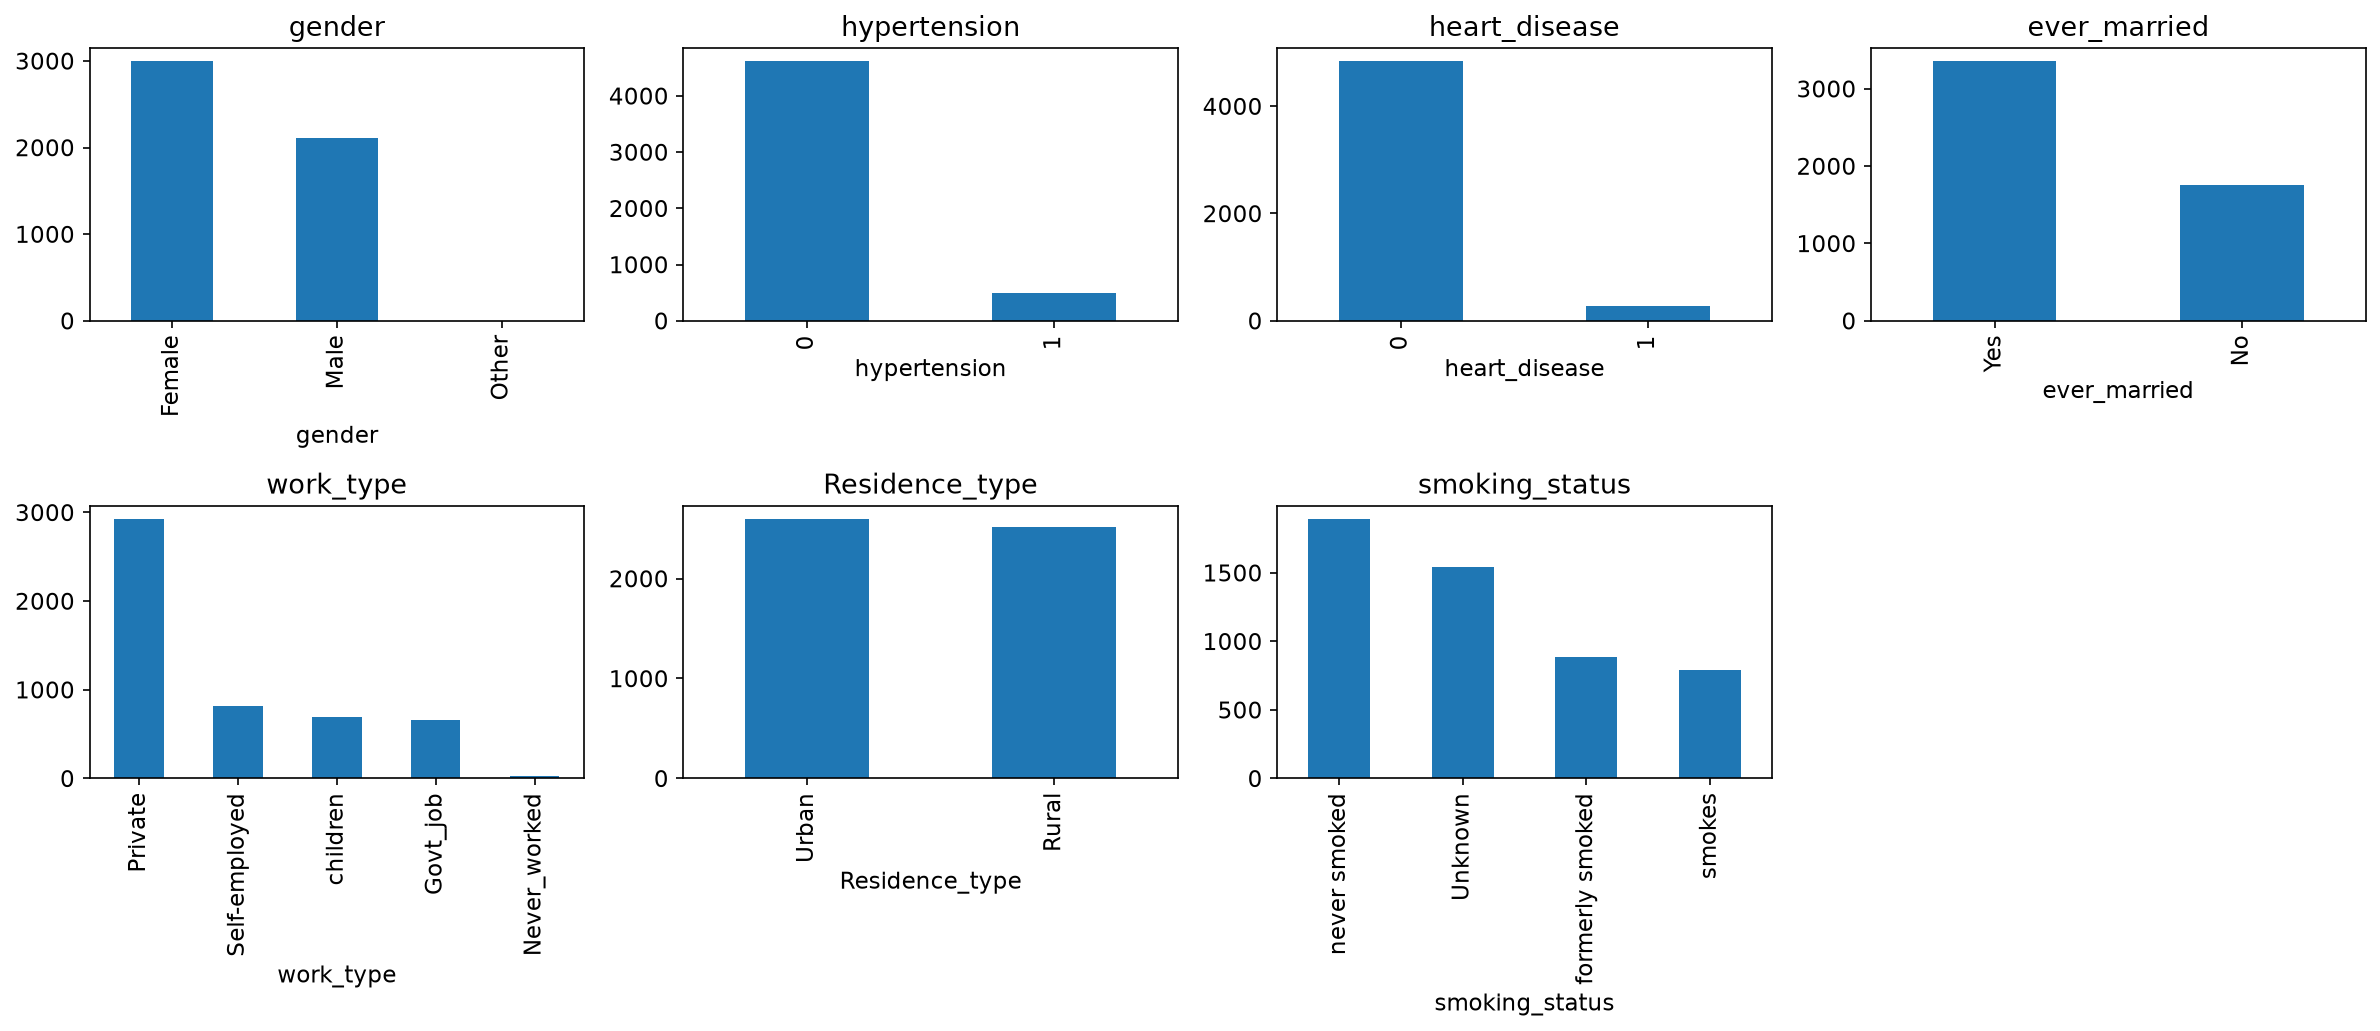 gender
3000
2000
1000
0
Female
Male
Other
gender
hypertension
4000
3000
2000
1000
0
0
1
hypertension
heart_disease
4000
2000
0
0
1
heart_disease
ever_married
3000
2000
1000
0
Yes
No
ever_married
work_type
3000
2000
1000
0
Private
Self-employed
children
Govt_job
Never_worked
work_type
Residence_type
2000
1000
0
Urban
Rural
Residence_type
smoking_status
1500
1000
500
0
never smoked
Unknown
formerly smoked
smokes
smoking_status